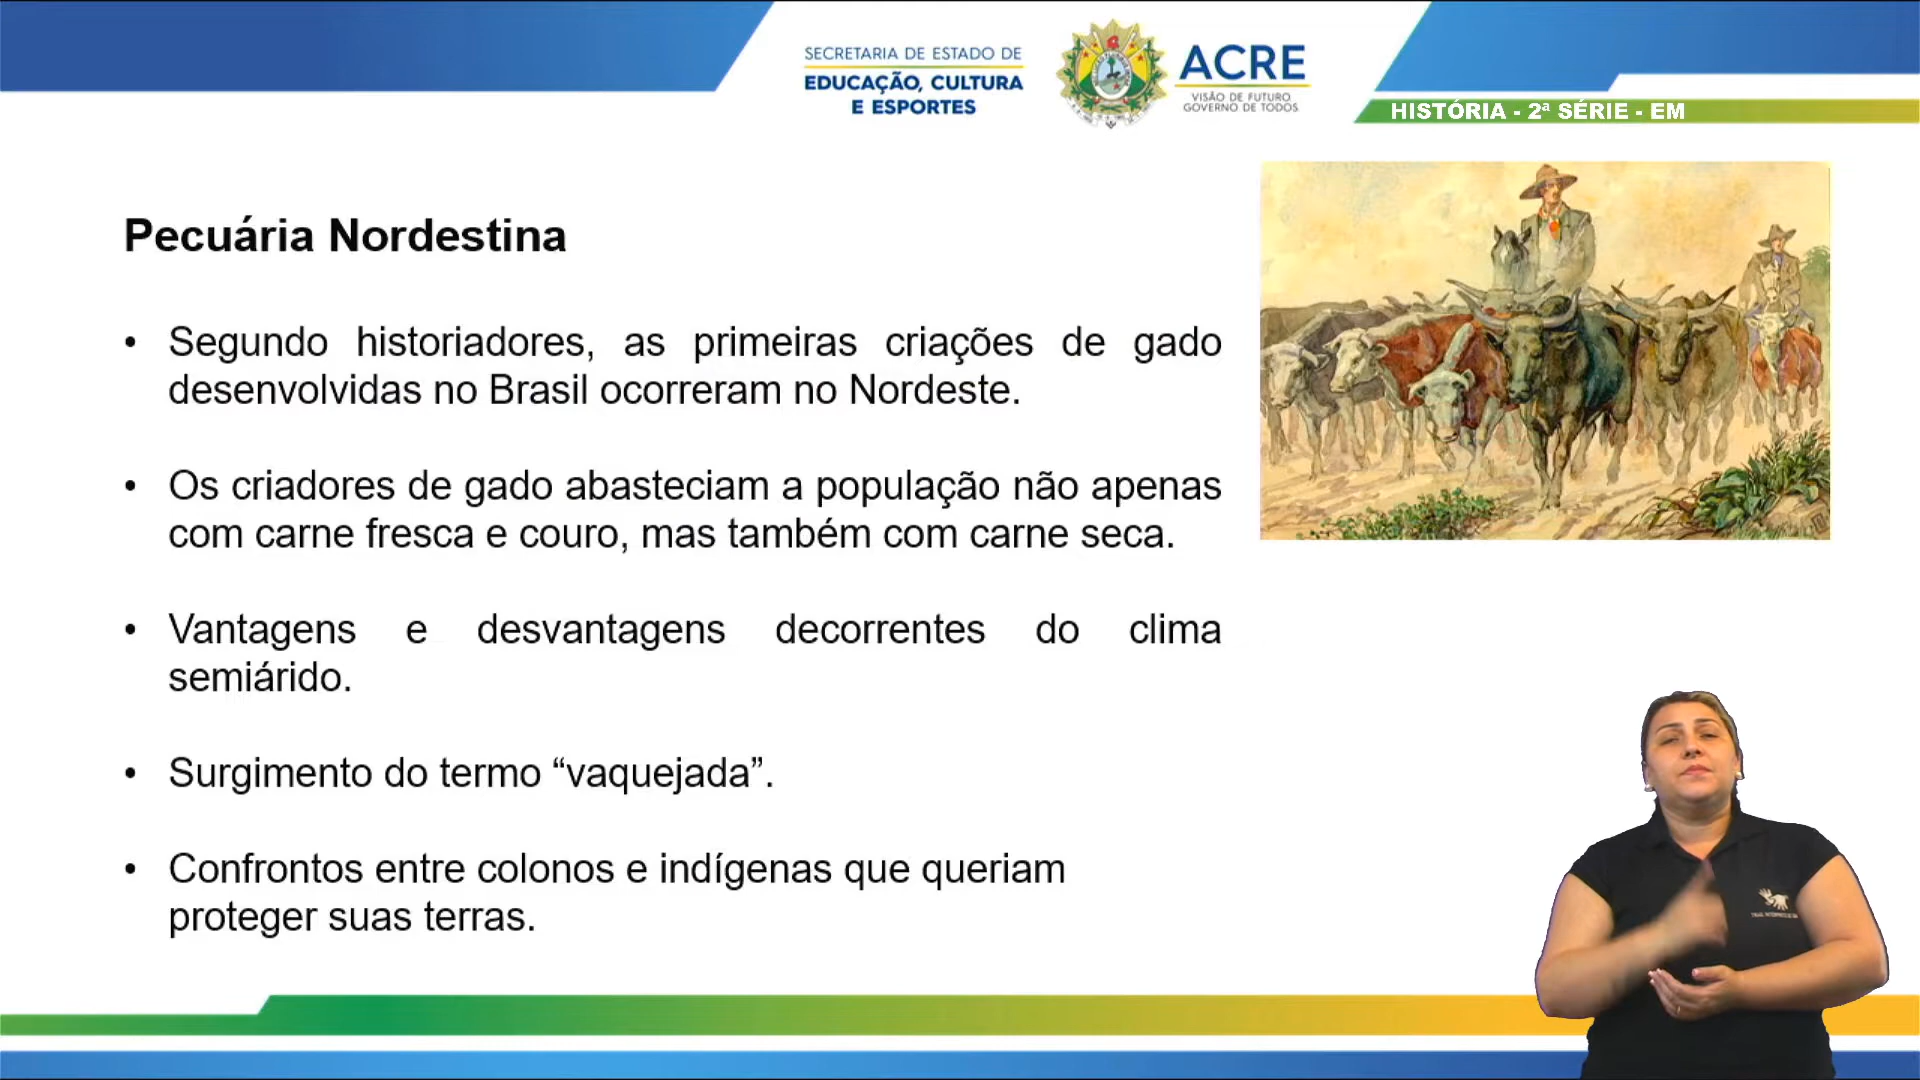 SECRETARIA DE ESTADO DE
EDUCAÇÃO, CULTURA
E ESPORTES
ACRE
VISÃO DE FUTURO
GOVERNO DE TODOS
HISTÓRIA - 2ª SÉRIE - EM
Pecuária Nordestina
• Segundo historiadores, as primeiras criações de gado
desenvolvidas no Brasil ocorreram no Nordeste.
• Os criadores de gado abasteciam a população não apenas
com carne fresca e couro, mas também com carne seca.
• Vantagens e desvantagens decorrentes do clima
semiárido.
• Surgimento do termo “vaquejada”.
• Confrontos entre colonos e indígenas que queriam
proteger suas terras.